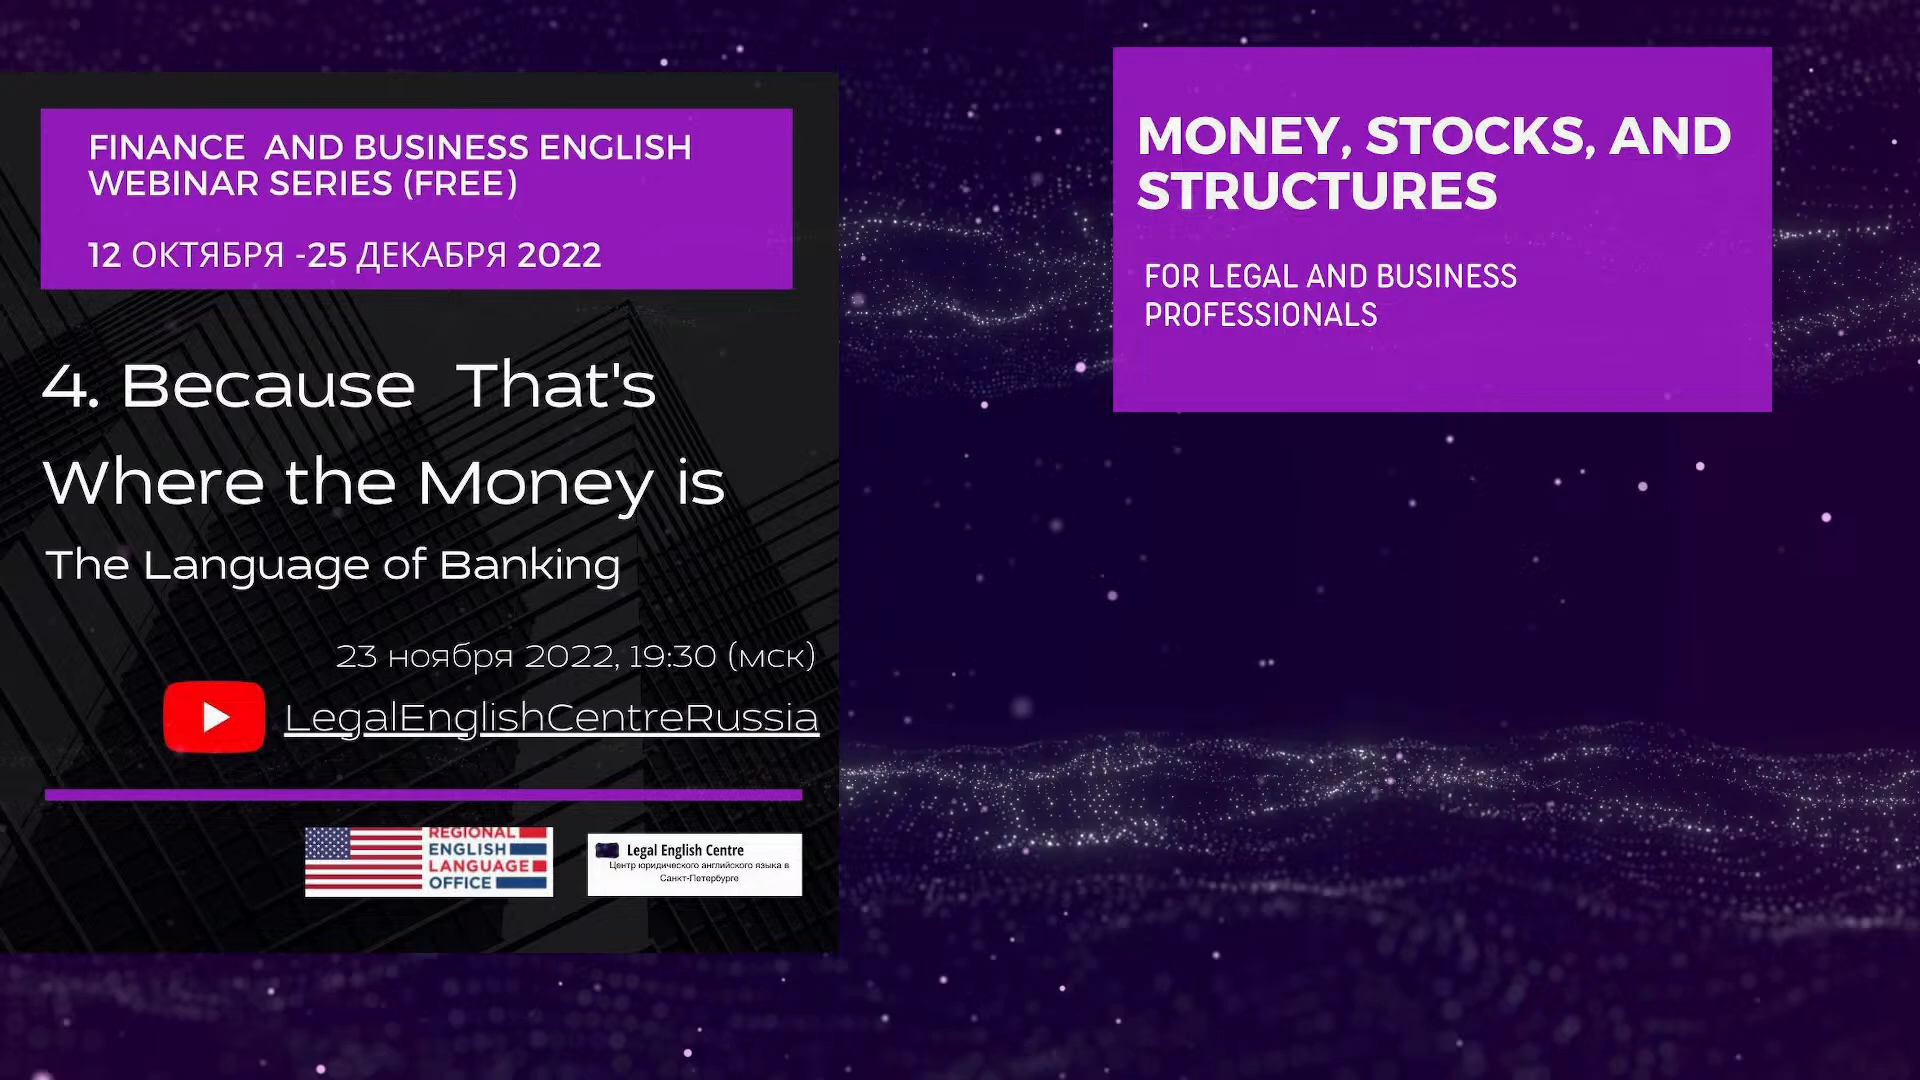 FINANCE AND BUSINESS ENGLISH
WEBINAR SERIES (FREE)
12 ОКТЯБРЯ -25 ДЕКАБРЯ 2022
4. Because That's
Where the Money is
The Language of Banking
23 ноября 2022, 19:30 (мск)
LegalEnglishCentreRussia
REGIONAL
ENGLISH
LANGUAGE
OFFICE
Legal English Centre
Центр юридического английского языка в
Санкт-Петербурге
MONEY, STOCKS, AND
STRUCTURES
FOR LEGAL AND BUSINESS
PROFESSIONALS